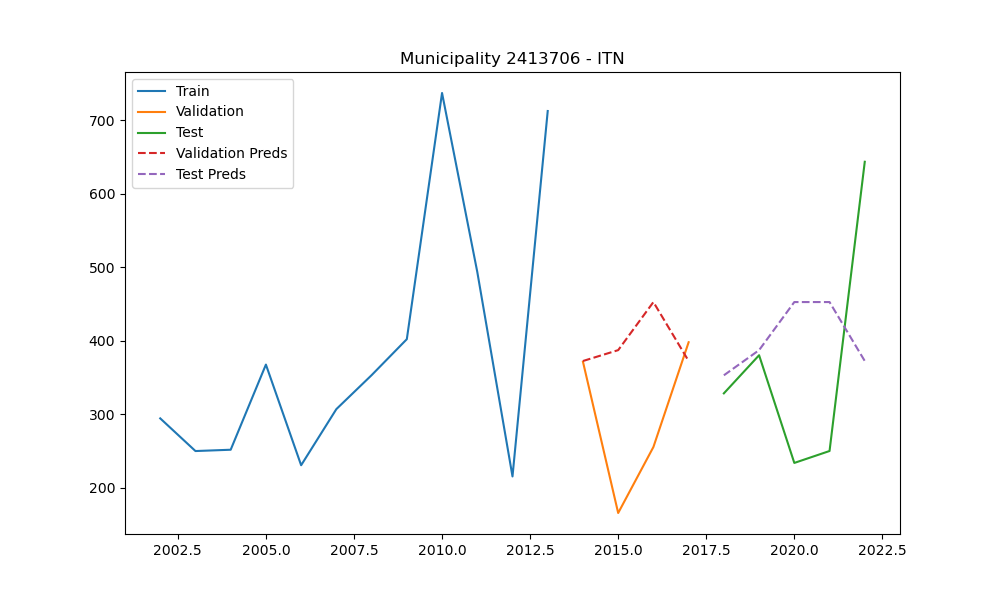 Municipality 2413706 - ITN
Train
Validation
Test
Validation Preds
Test Preds
700
600
500
400
300
200
2002.5 2005.0 2007.5 2010.0 2012.5 2015.0 2017.5 2020.0 2022.5